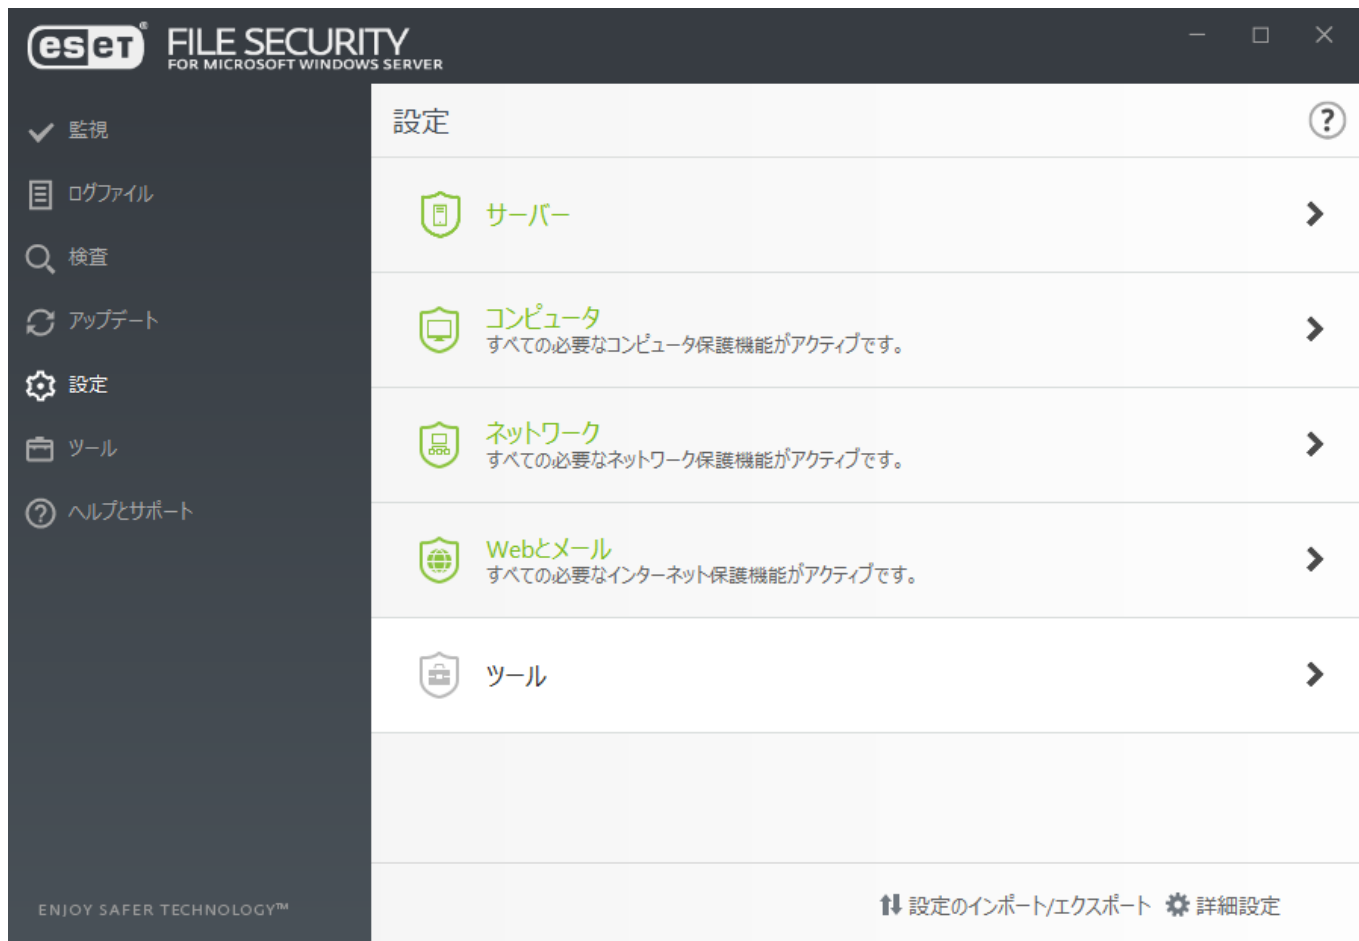 eset® FILE SECURITY
FOR MICROSOFT WINDOWS SERVER
監視
ログファイル
検査
アップデート
設定
ツール
ヘルプとサポート
ENJOY SAFER TECHNOLOGY™
設定
?
サーバー
コンピュータ
すべての必要なコンピュータ保護機能がアクティブです。
ネットワーク
すべての必要なネットワーク保護機能がアクティブです。
Webとメール
すべての必要なインターネット保護機能がアクティブです。
ツール
設定のインポート/エクスポート 詳細設定